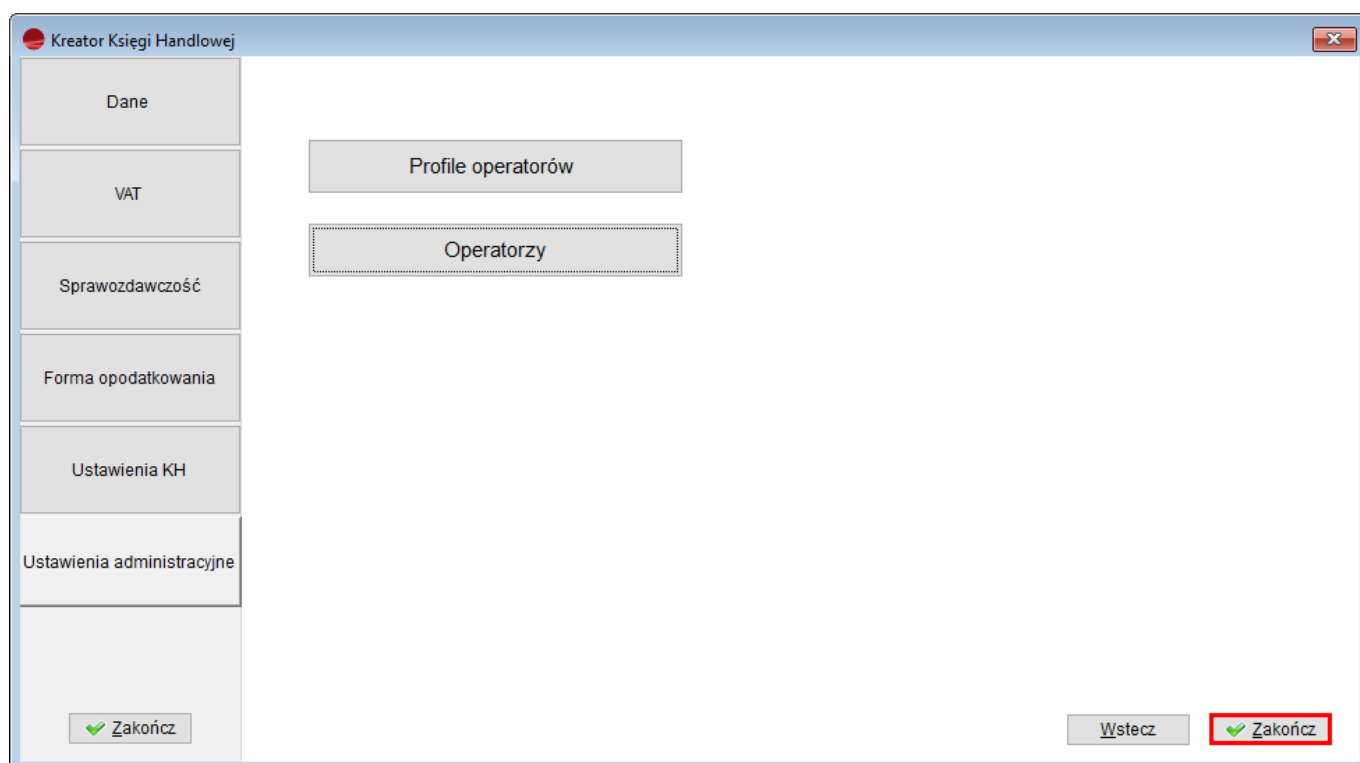 Kreator Księgi Handlowej
Dane
VAT
Sprawozdawczość
Forma opodatkowania
Ustawienia KH
Ustawienia administracyjne
Zakończ
Profile operatorów
Operatorzy
Wstecz
Zakończ